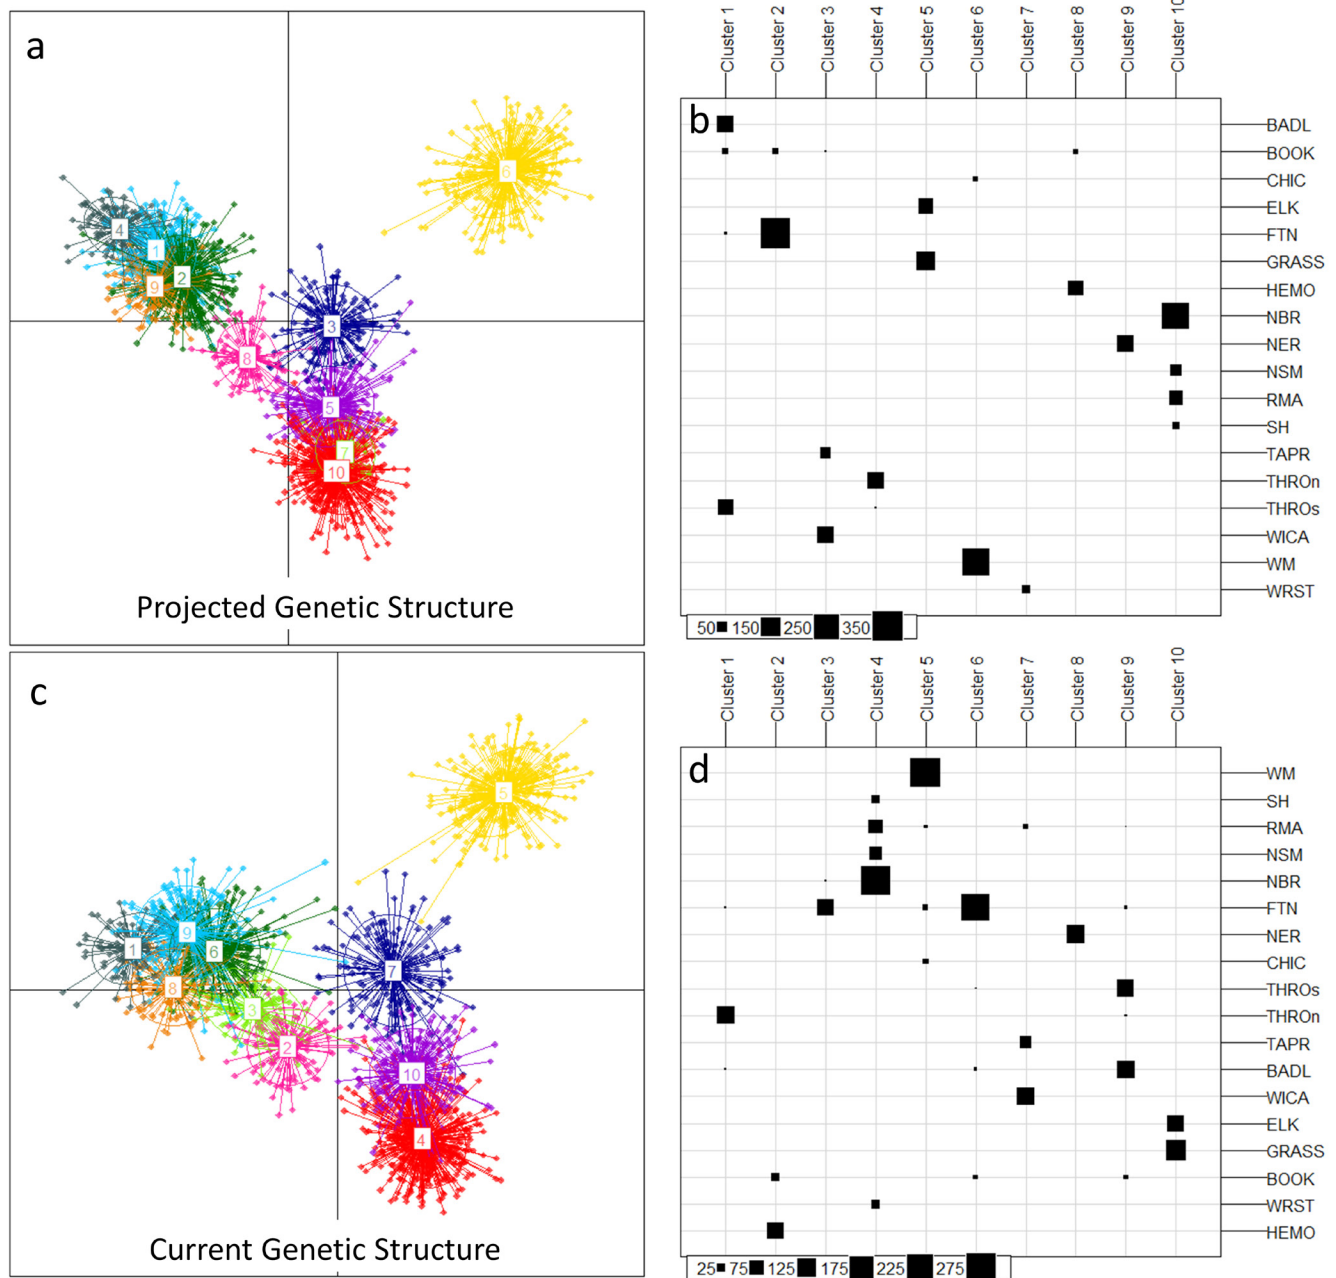 a
6
4
1
2
9
3
8
5
7
10
Projected Genetic Structure
Cluster 1
Cluster 2
Cluster 3
Cluster 4
Cluster 5
Cluster 6
Cluster 7
Cluster 8
Cluster 9
Cluster 10
b
BADL
BOOK
CHIC
ELK
FTN
GRASS
HEMO
NBR
NER
NSM
RMA
SH
TAPR
THROn
THROs
WICA
WM
WRST
50 150 250 350
c
5
9
1
6
7
8
3
2
10
4
Current Genetic Structure
Cluster 1
Cluster 2
Cluster 3
Cluster 4
Cluster 5
Cluster 6
Cluster 7
Cluster 8
Cluster 9
Cluster 10
d
WM
SH
RMA
NSM
NBR
FTN
NER
CHIC
THROs
THROn
TAPR
BADL
WICA
ELK
GRASS
BOOK
WRST
HEMO
25 75 125 175 225 275